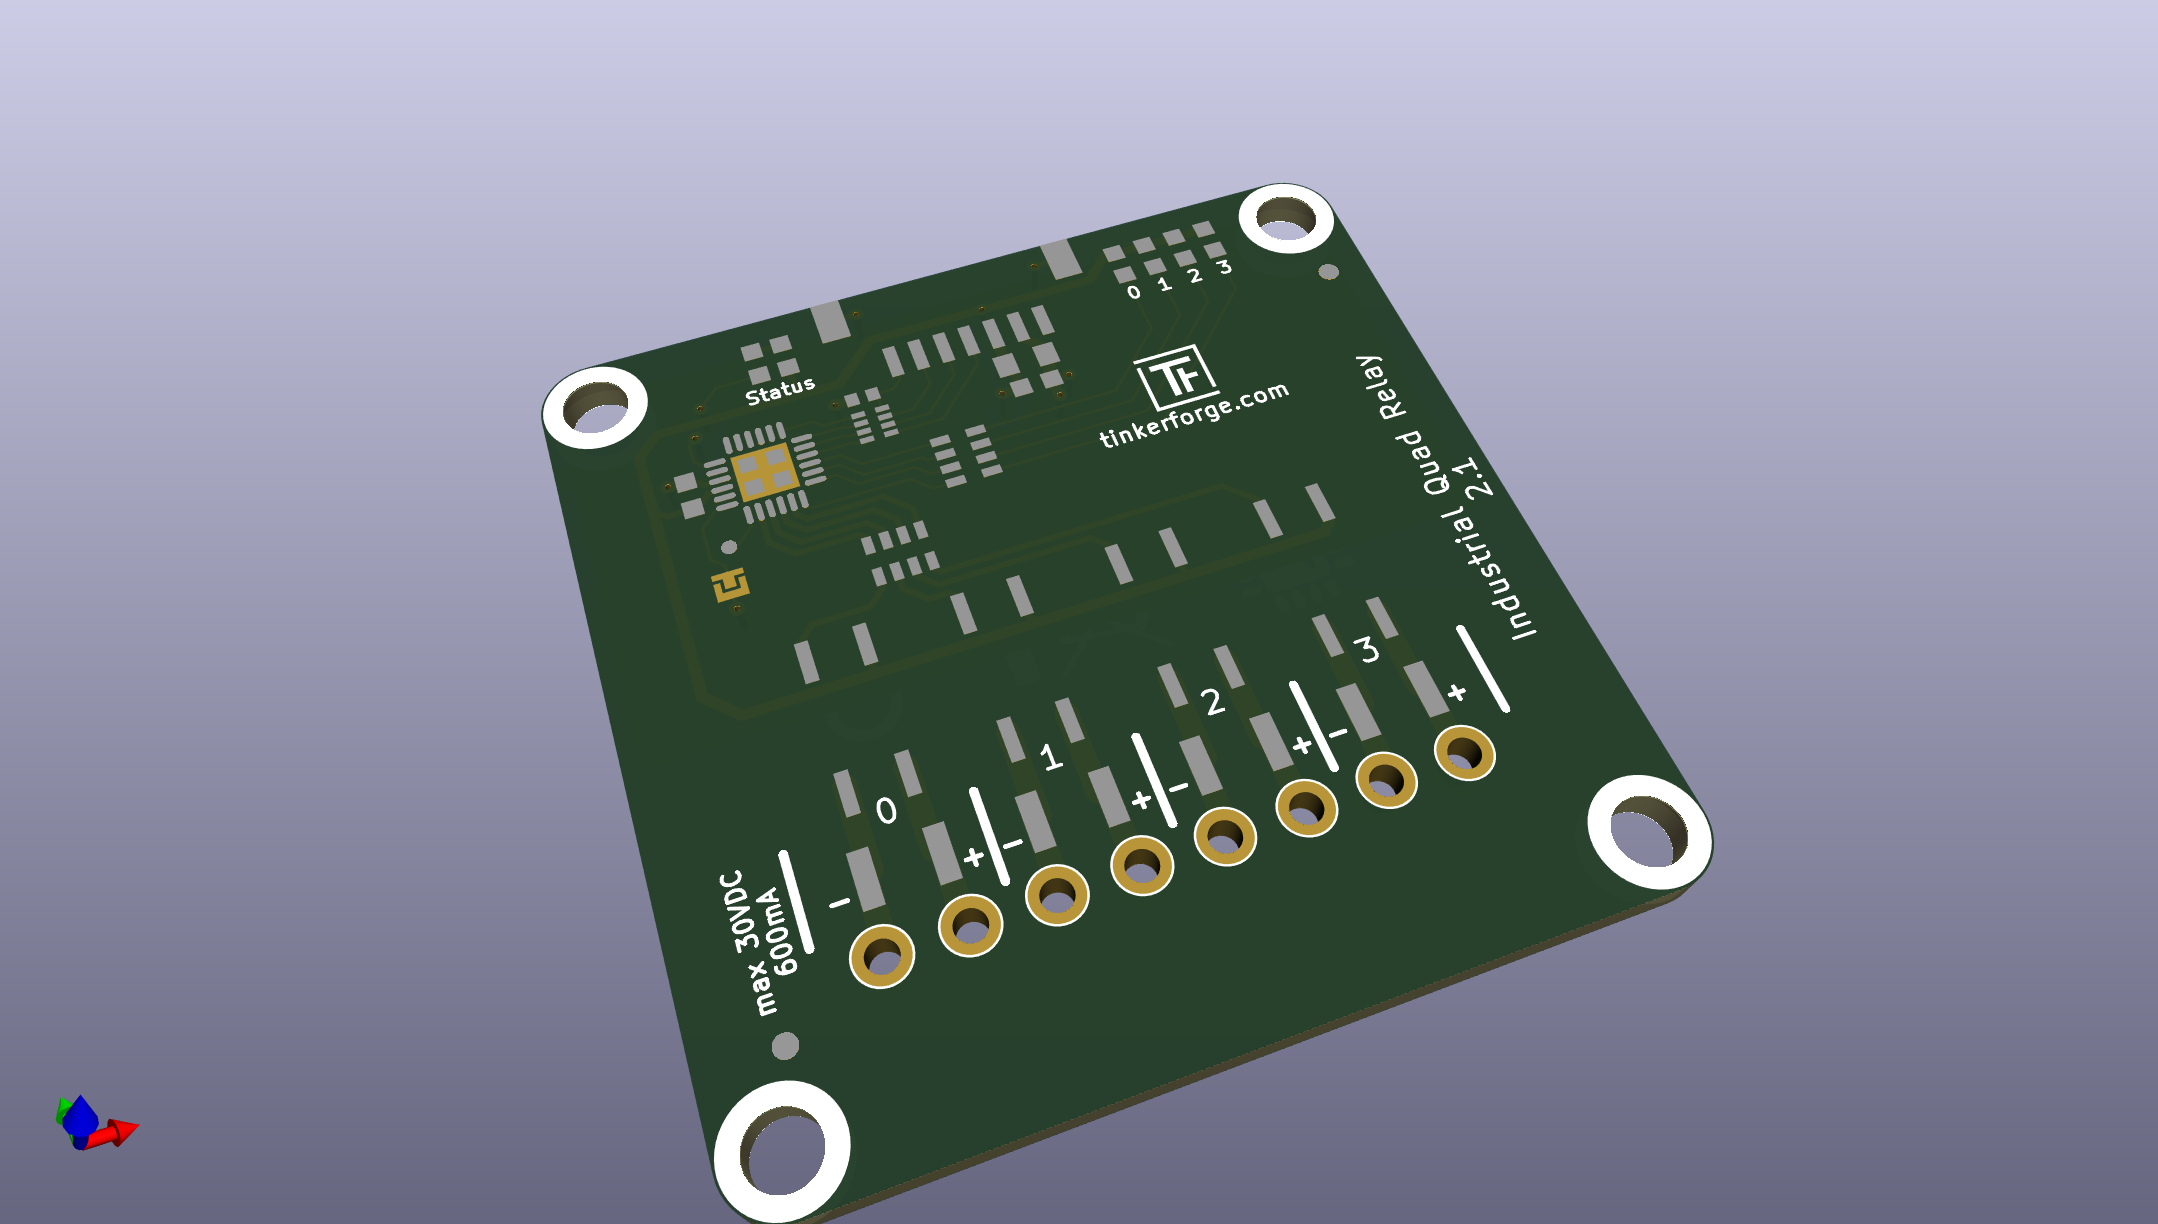 0 1 2 3
Status
TF
tinkerforge.com
Industrial Quad Relay
2.1
3
- +
2
- +
1
- +
0
- +
max 30VDC
600mA